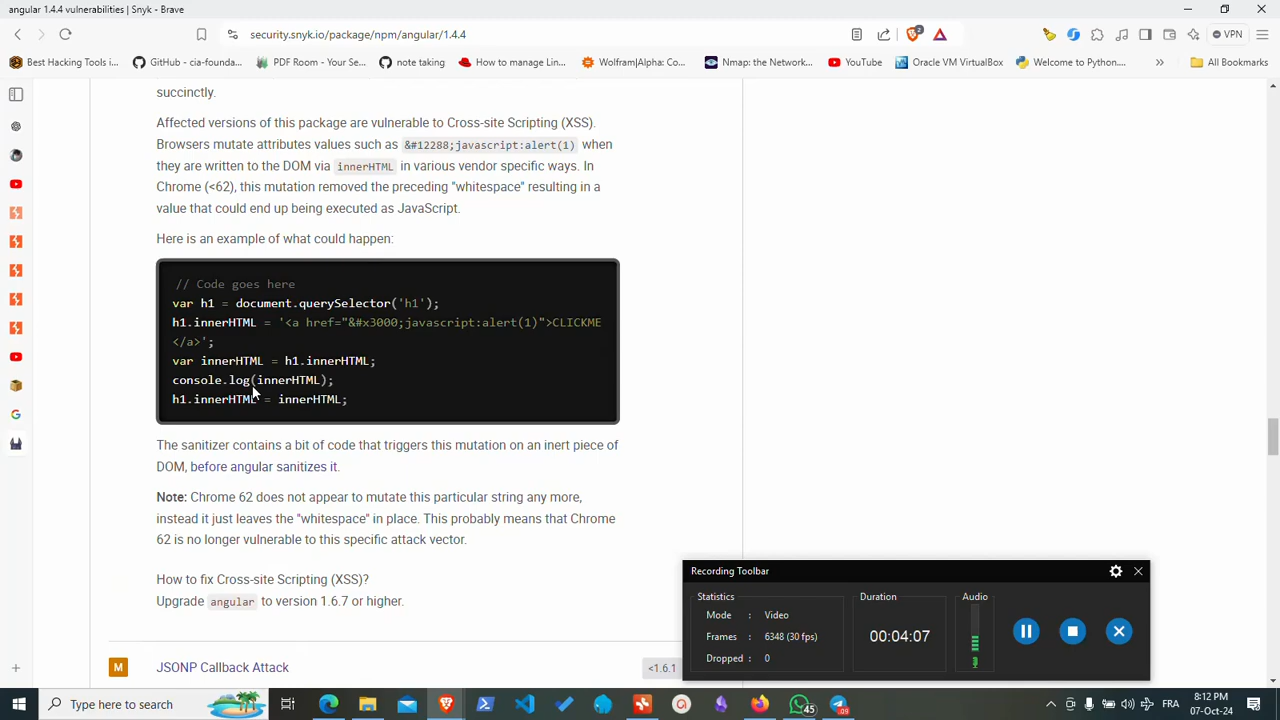 angular 1.4.4 vulnerabilities | Snyk - Brave
security.snyk.io/package/npm/angular/1.4.4
2
VPN
Best Hacking Tools i...
GitHub - cia-founda...
PDF Room - Your Se...
note taking
How to manage Lin...
Wolfram|Alpha: Co...
Nmap: the Network...
YouTube
Oracle VM VirtualBox
Welcome to Python....
All Bookmarks
succinctly.
Affected versions of this package are vulnerable to Cross-site Scripting (XSS).
Browsers mutate attributes values such as &#12288;javascript:alert(1) when
they are written to the DOM via innerHTML in various vendor specific ways. In
Chrome (<62), this mutation removed the preceding "whitespace" resulting in a
value that could end up being executed as JavaScript.
Here is an example of what could happen:
// Code goes here
var h1 = document.querySelector('h1');
h1.innerHTML = '<a href="&#x3000;javascript:alert(1)">CLICKME
</a>';
var innerHTML = h1.innerHTML;
console.log(innerHTML);
h1.innerHTML = innerHTML;
The sanitizer contains a bit of code that triggers this mutation on an inert piece of
DOM, before angular sanitizes it.
Note: Chrome 62 does not appear to mutate this particular string any more,
instead it just leaves the "whitespace" in place. This probably means that Chrome
62 is no longer vulnerable to this specific attack vector.
How to fix Cross-site Scripting (XSS)?
Upgrade angular to version 1.6.7 or higher.
M JSONP Callback Attack <1.6.1
Recording Toolbar
Statistics
Mode : Video
Frames : 6348 (30 fps)
Dropped : 0
Duration
00:04:07
Audio
Type here to search
45
FRA
8:12 PM
07-Oct-24